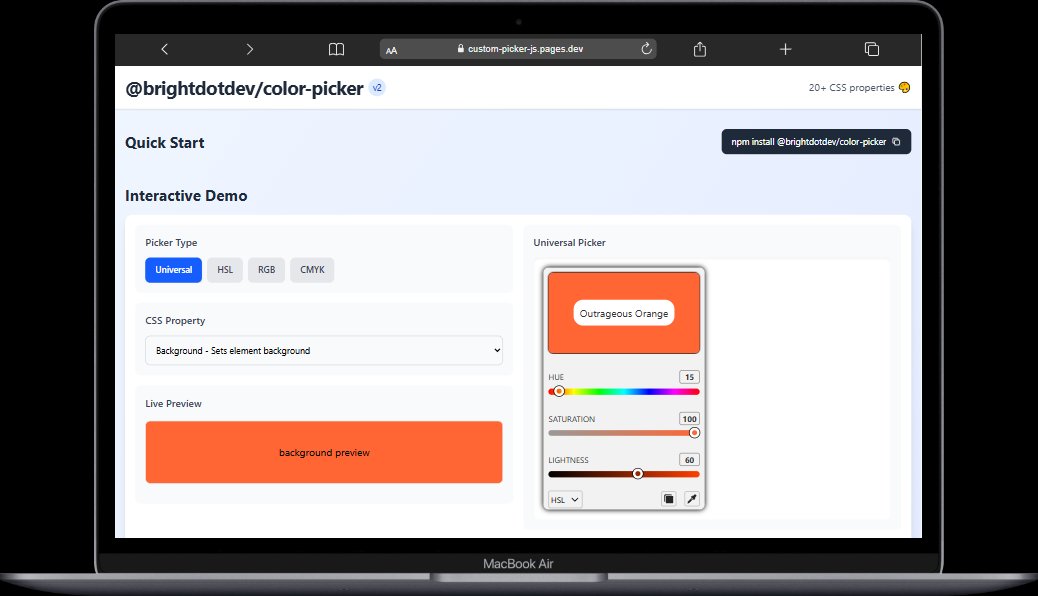 AA custom-picker-js.pages.dev
@brightdotdev/color-picker v2 20+ CSS properties
Quick Start npm install @brightdotdev/color-picker
Interactive Demo
Picker Type
Universal HSL RGB CMYK
CSS Property
Background - Sets element background
Live Preview
background preview
Universal Picker
Outrageous Orange
HUE 15
SATURATION 100
LIGHTNESS 60
HSL
MacBook Air